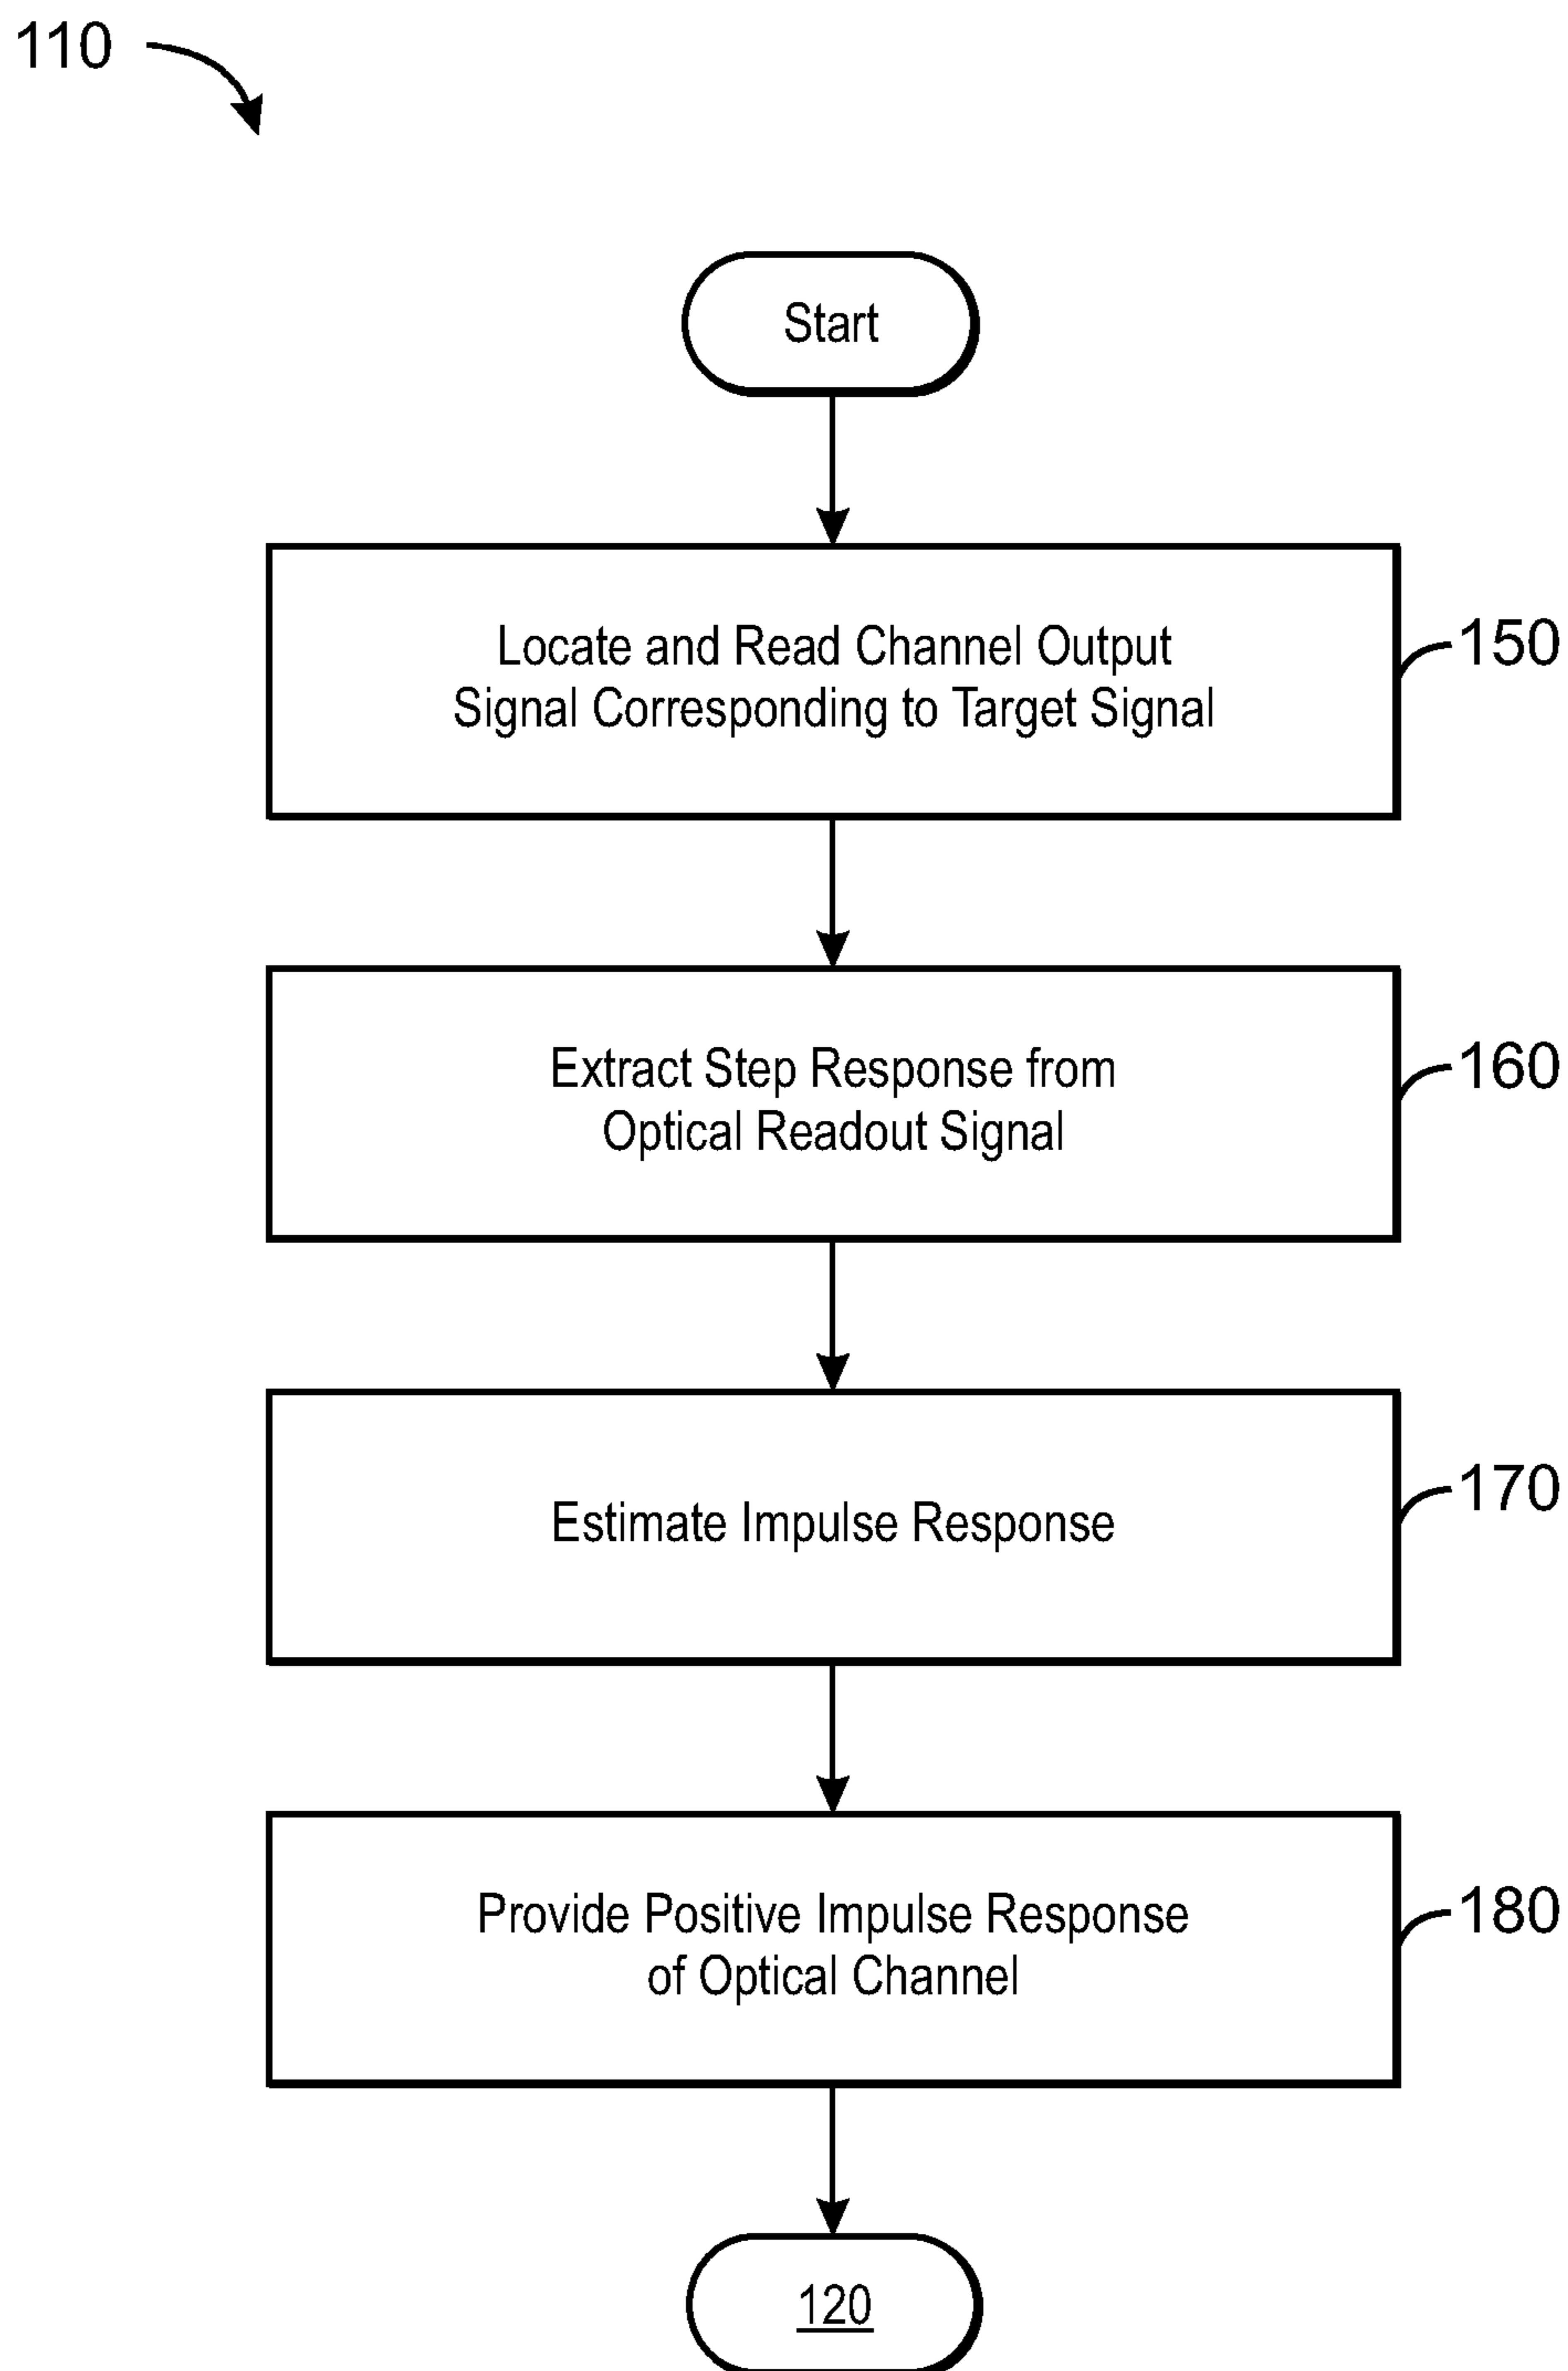 110
Start
Locate and Read Channel Output
Signal Corresponding to Target Signal
150
Extract Step Response from
Optical Readout Signal
160
Estimate Impulse Response
170
Provide Positive Impulse Response
of Optical Channel
180
120